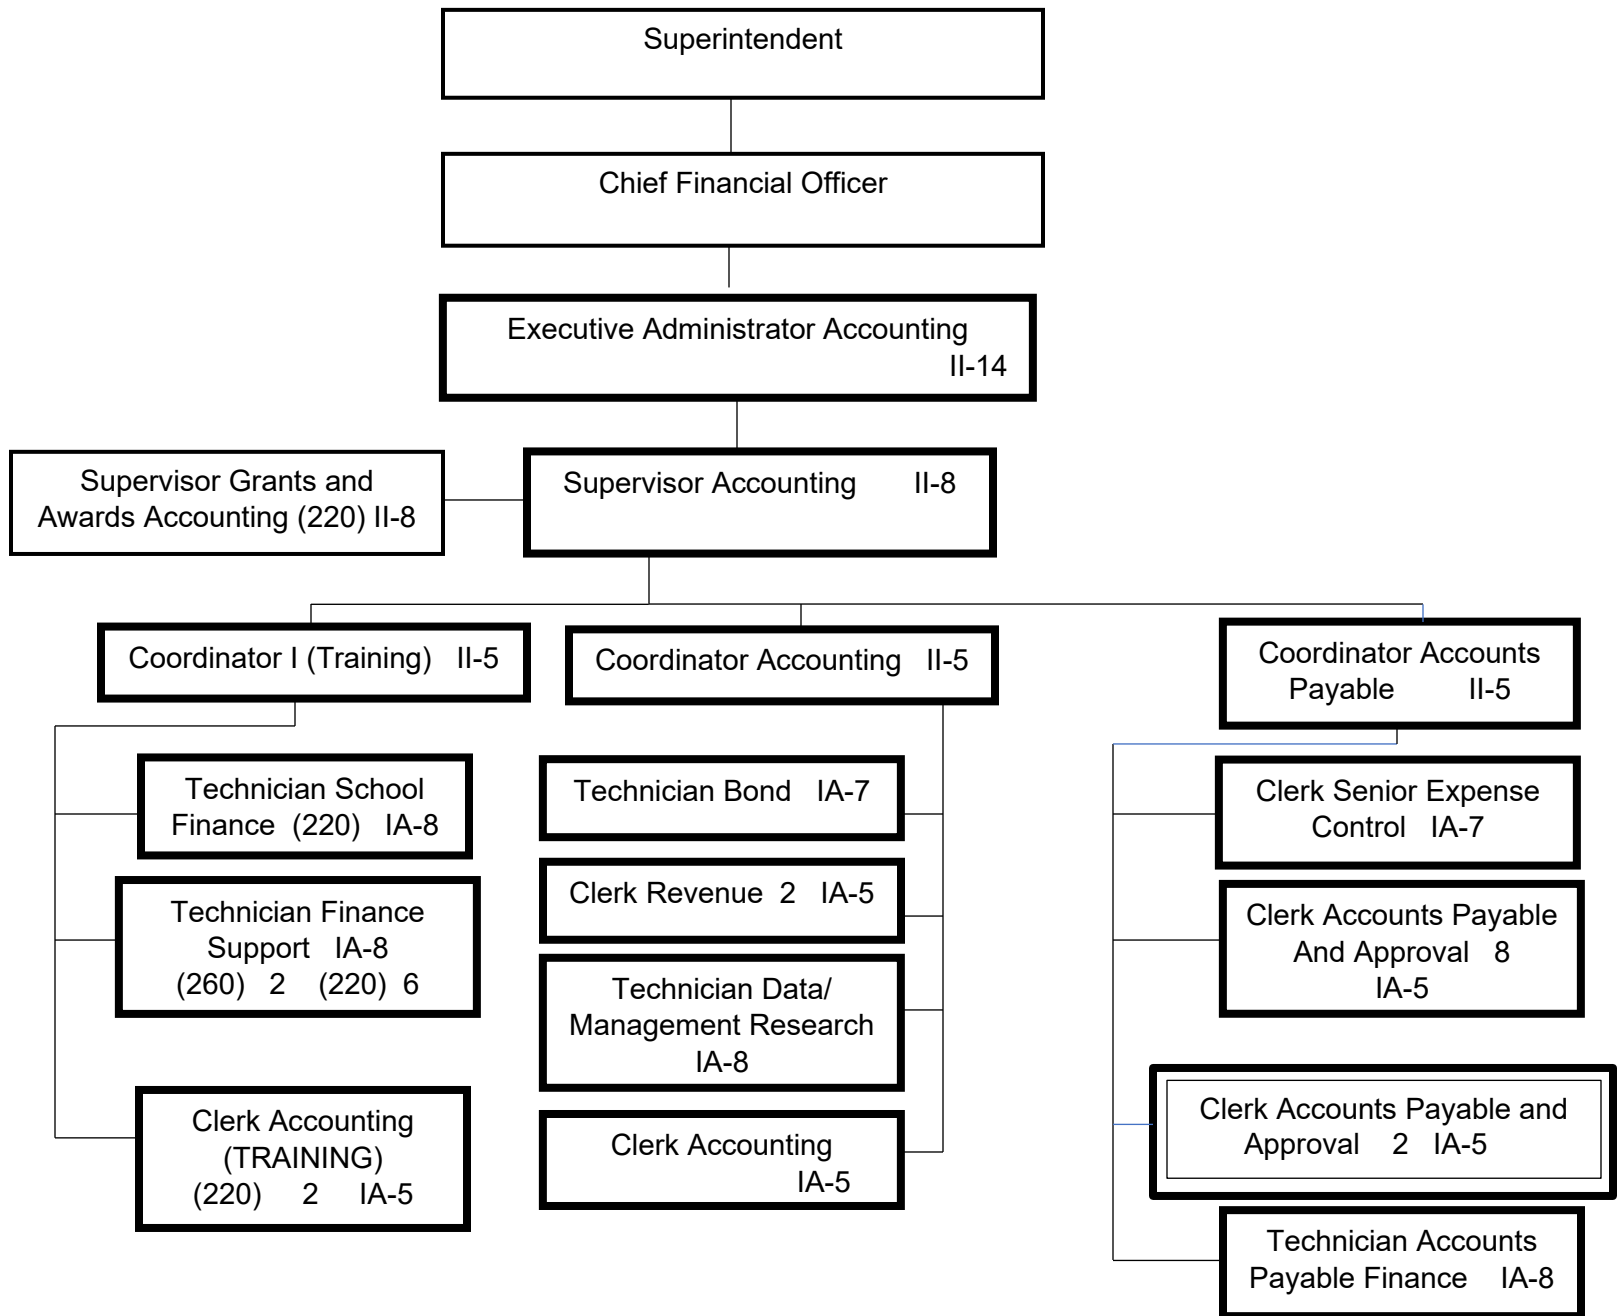 Superintendent
Chief Financial Officer
Executive Administrator Accounting
II-14
Supervisor Grants and
Awards Accounting (220) II-8
Supervisor Accounting II-8
Coordinator I (Training) II-5
Technician School
Finance (220) IA-8
Technician Finance
Support IA-8
(260) 2 (220) 6
Clerk Accounting
(TRAINING)
(220) 2 IA-5
Coordinator Accounting II-5
Technician Bond IA-7
Clerk Revenue 2 IA-5
Technician Data/
Management Research
IA-8
Clerk Accounting
IA-5
Coordinator Accounts
Payable II-5
Clerk Senior Expense
Control IA-7
Clerk Accounts Payable
And Approval 8
IA-5
Clerk Accounts Payable and
Approval 2 IA-5
Technician Accounts
Payable Finance IA-8